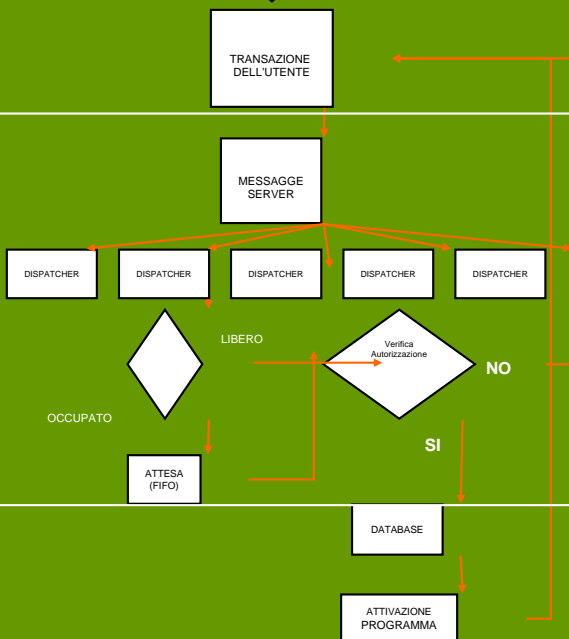 TRANSAZIONE
DELL'UTENTE
MESSAGGE
SERVER
DISPATCHER
DISPATCHER
DISPATCHER
DISPATCHER
DISPATCHER
LIBERO
Verifica
Autorizzazione
NO
OCCUPATO
SI
ATTESA
(FIFO)
DATABASE
ATTIVAZIONE
PROGRAMMA